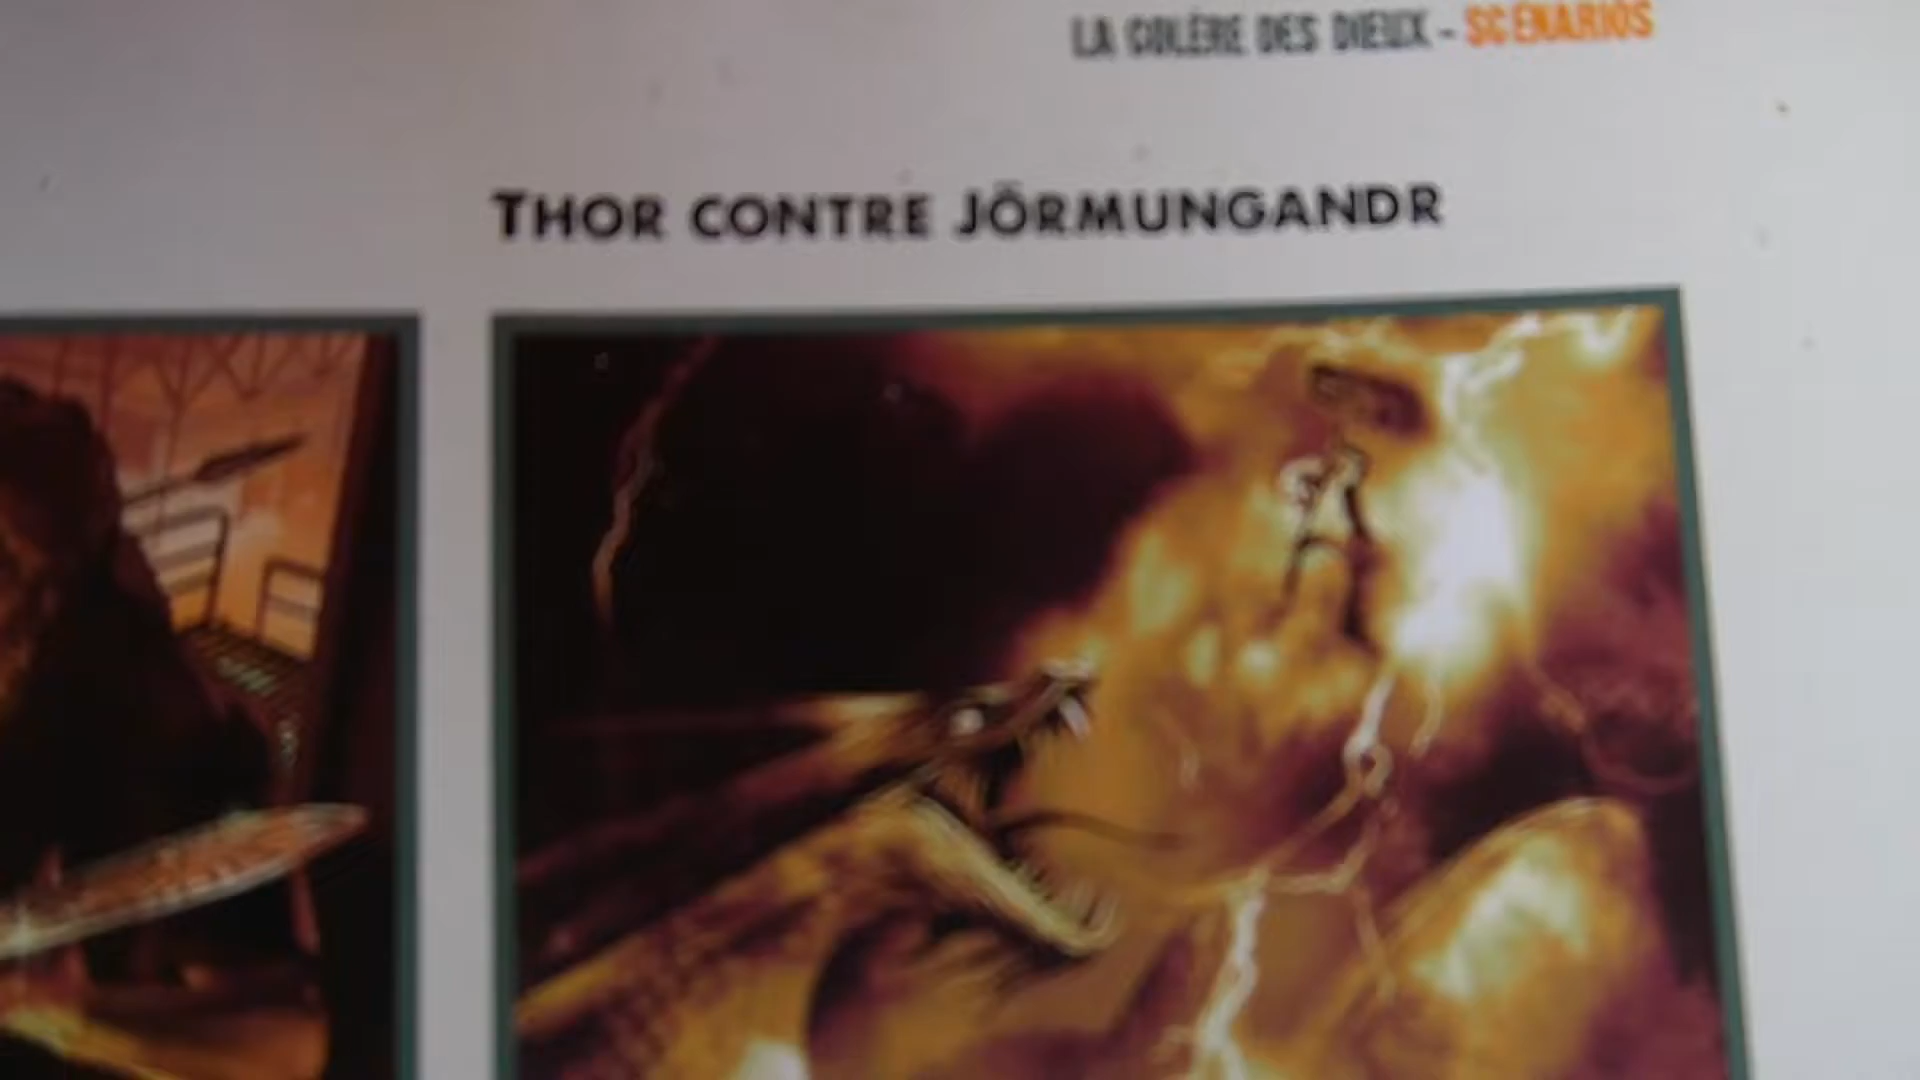 LA COLÈRE DES DIEUX - SCÉNARIOS
THOR CONTRE JÖRMUNGANDR